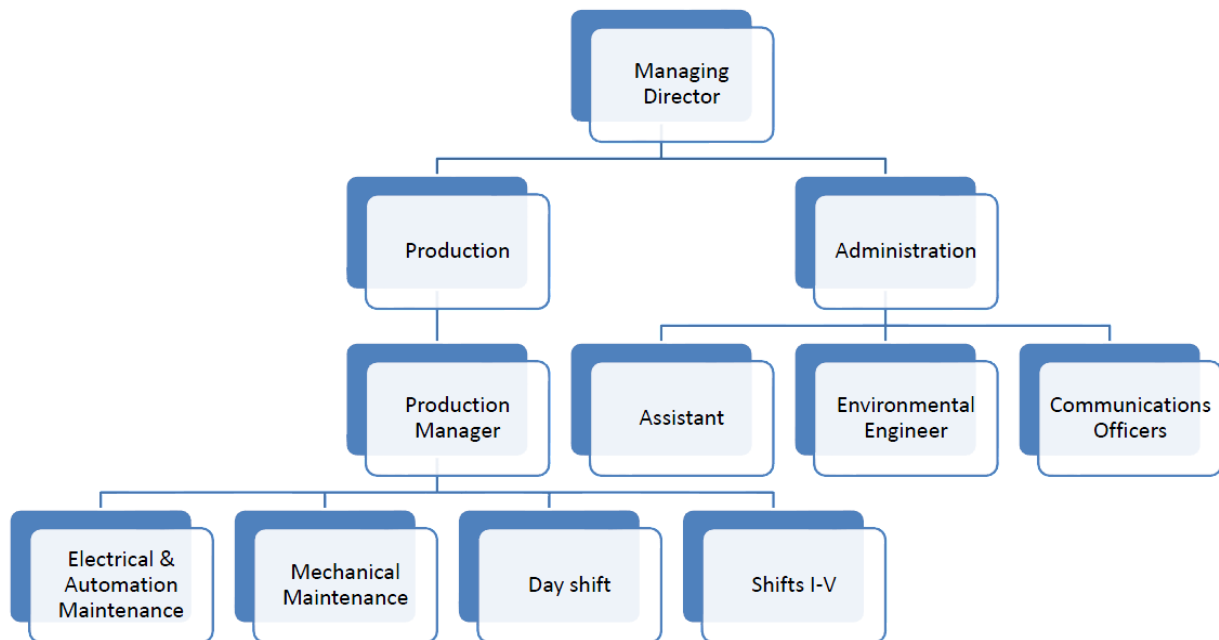 Managing
Director
Production
Administration
Production
Manager
Assistant
Environmental
Engineer
Communications
Officers
Electrical &
Automation
Maintenance
Mechanical
Maintenance
Day shift
Shifts I-V